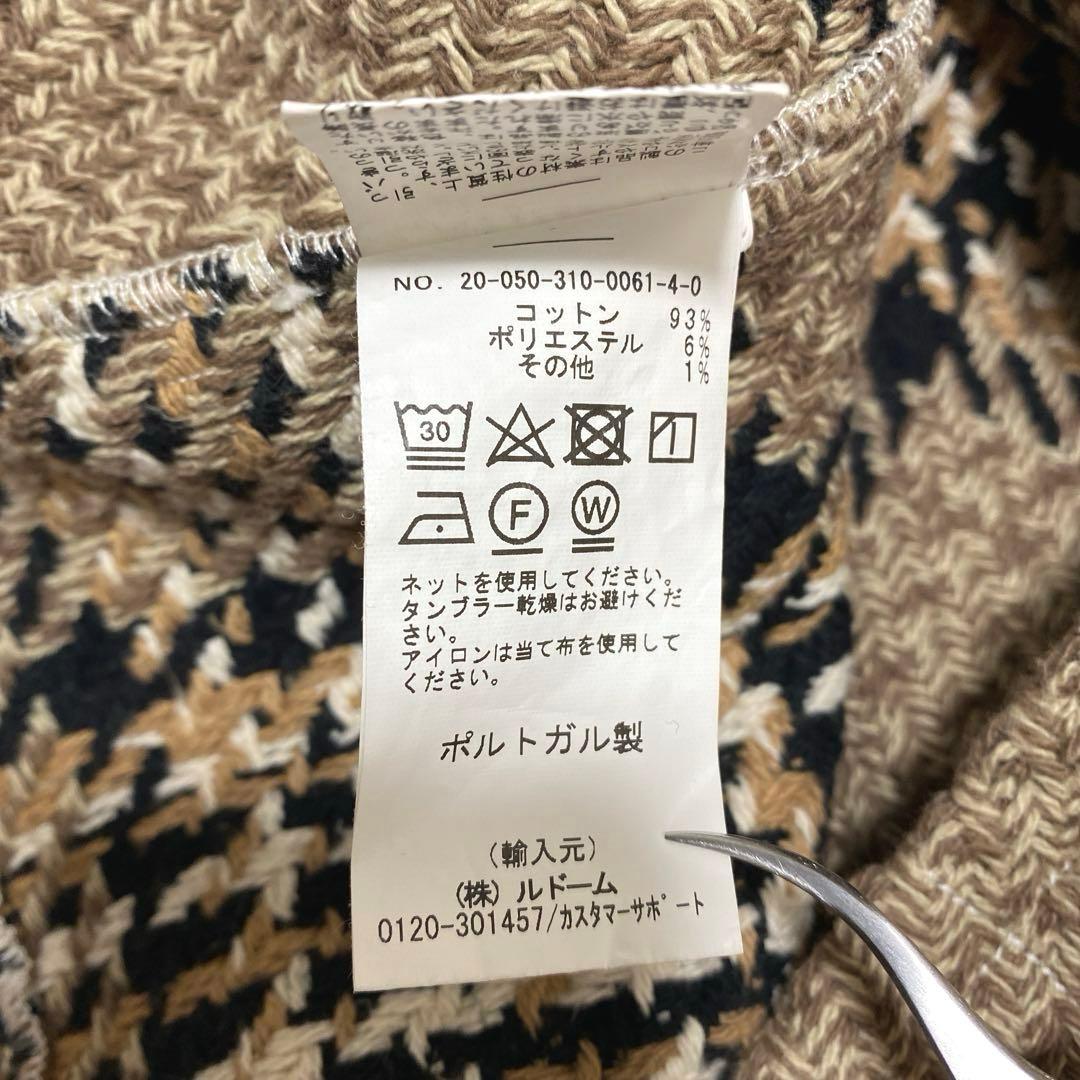 NO. 20-050-310-0061-4-0
コットン 93%
ポリエステル 6%
その他 1%
30
F
W
ネットを使用してください。
タンブラー乾燥はお避けくだ
さい。
アイロンは当て布を使用して
ください。
ポルトガル製
(輸入元)
(株) ルドーム
0120-301457/カスタマーサポート